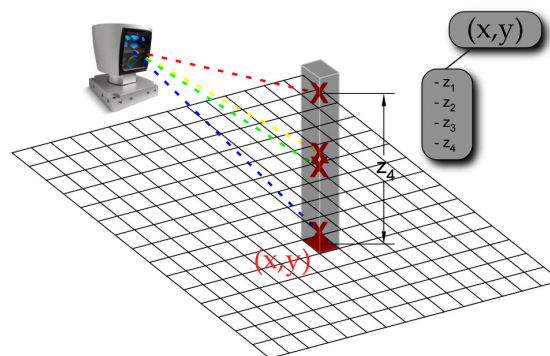 (x,y)
- z₁
- z₂
- z₃
- z₄
z₄
(x,y)